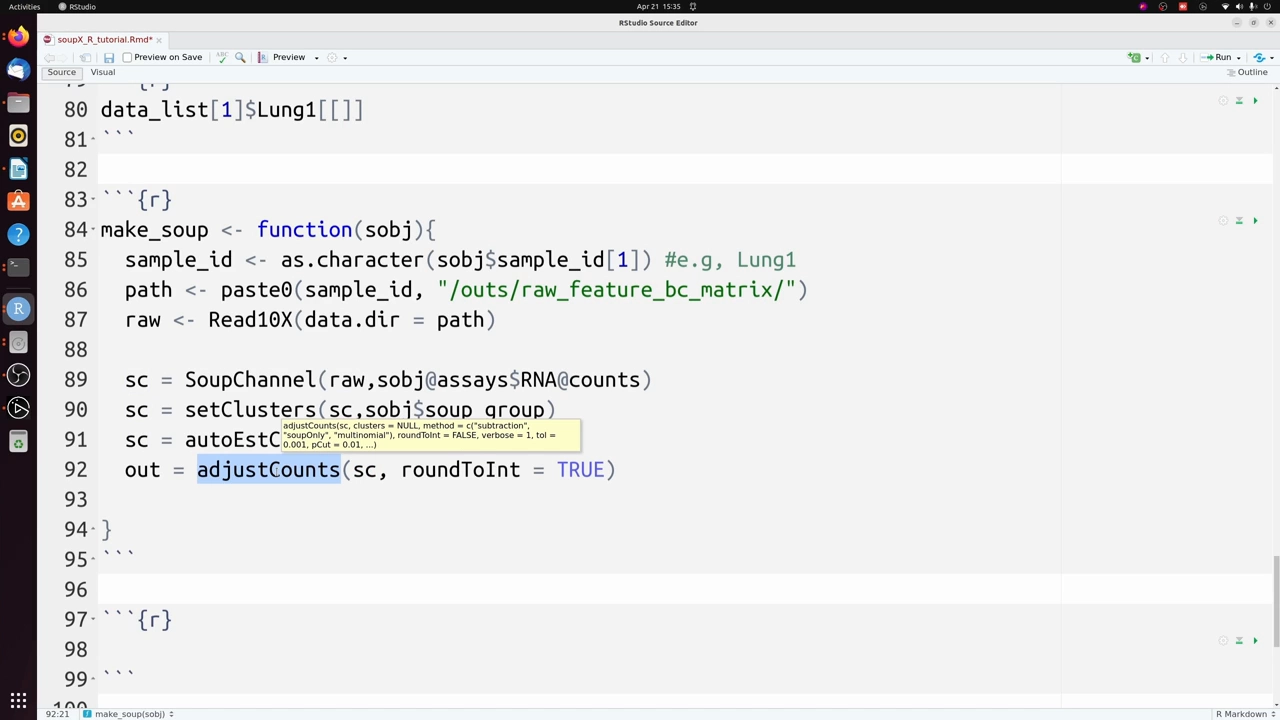 Activities
RStudio
Apr 21 15:35
RStudio Source Editor
soupX_R_tutorial.Rmd*
Preview on Save
ABC
Preview
Run
Source
Visual
Outline
80 data_list[1]$Lung1[[]]
81 ```
82
83 ```{r}
84 make_soup <- function(sobj){
85 sample_id <- as.character(sobj$sample_id[1]) #e.g, Lung1
86 path <- paste0(sample_id, "/outs/raw_feature_bc_matrix/")
87 raw <- Read10X(data.dir = path)
88
89 sc = SoupChannel(raw,sobj@assays$RNA@counts)
90 sc = setClusters(sc,sobj$soup_group)
adjustCounts(sc, clusters = NULL, method = c("subtraction",
"soupOnly", "multinomial"), roundToInt = FALSE, verbose = 1, tol =
0.001, pCut = 0.01, ...)
91 sc = autoEstC
92 out = adjustCounts(sc, roundToInt = TRUE)
93
94 }
95 ```
96
97 ```{r}
98
99 ```
92:21
make_soup(sobj)
R Markdown